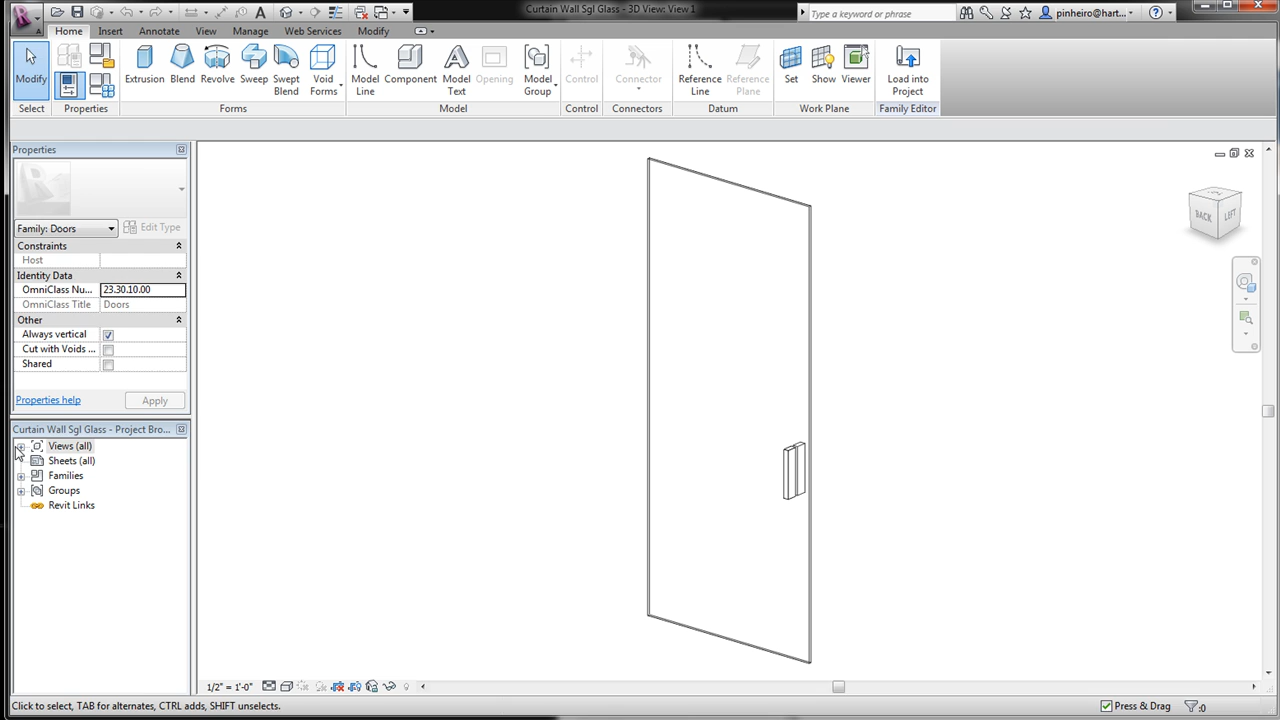 Curtain Wall Sgl Glass - 3D View: View 1
Type a keyword or phrase
pinheiro@hart...
Home Insert Annotate View Manage Web Services Modify
Modify
Extrusion Blend Revolve Sweep Swept Blend Void Forms
Model Line Component Model Text Opening Model Group
Control Connector
Reference Line Reference Plane
Set Show Viewer
Load into Project
Select Properties Forms Model Control Connectors Datum Work Plane Family Editor
Properties
Family: Doors
Edit Type
Constraints
Host
Identity Data
OmniClass Nu... 23.30.10.00
OmniClass Title Doors
Other
Always vertical
Cut with Voids ...
Shared
Properties help
Apply
Curtain Wall Sgl Glass - Project Bro...
Views (all)
Sheets (all)
Families
Groups
Revit Links
BACK LEFT
1/2" = 1'-0"
Click to select, TAB for alternates, CTRL adds, SHIFT unselects.
Press & Drag
:0